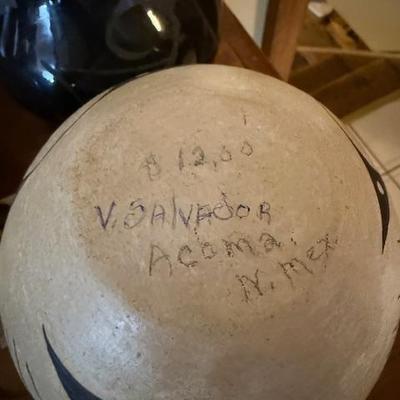 $ 12.00
V. SALVADOR
Acoma.
N. Mex